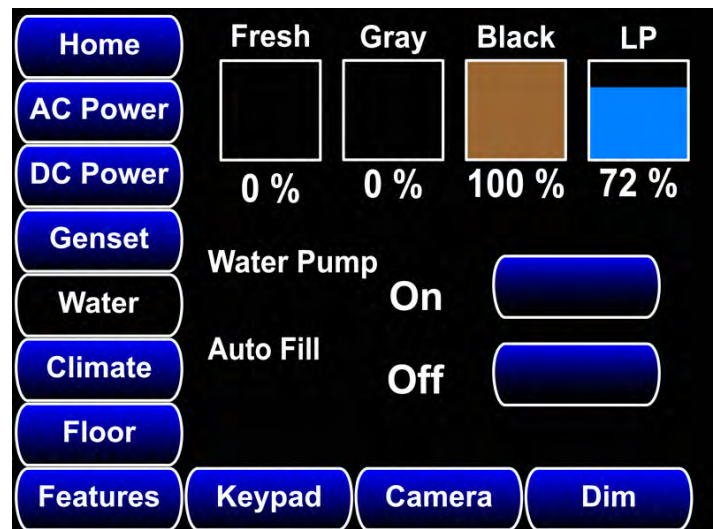 Home
AC Power
DC Power
Genset
Water
Climate
Floor
Features
Fresh Gray Black LP
0 % 0 % 100 % 72 %
Water Pump
On
Auto Fill
Off
Keypad Camera Dim